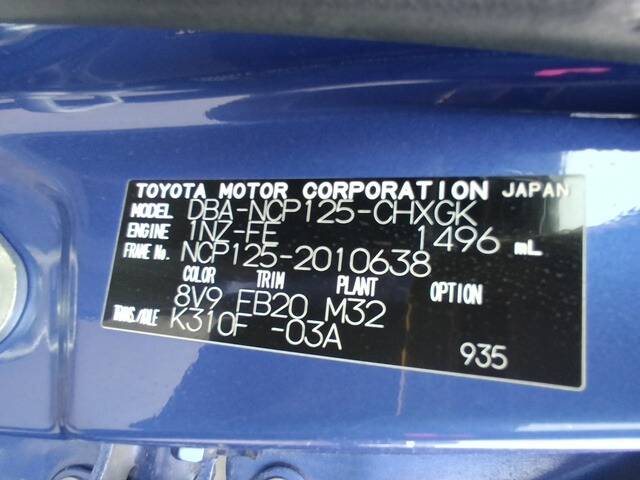 TOYOTA MOTOR CORPORATION JAPAN
MODEL DBA-NCP125-CHXGK
ENGINE 1NZ-FE 1496 mL
FRAME No. NCP125-2010638
COLOR TRIM PLANT OPTION
8V9 EB20 M32
TRANS./AXLE K310F -03A
935